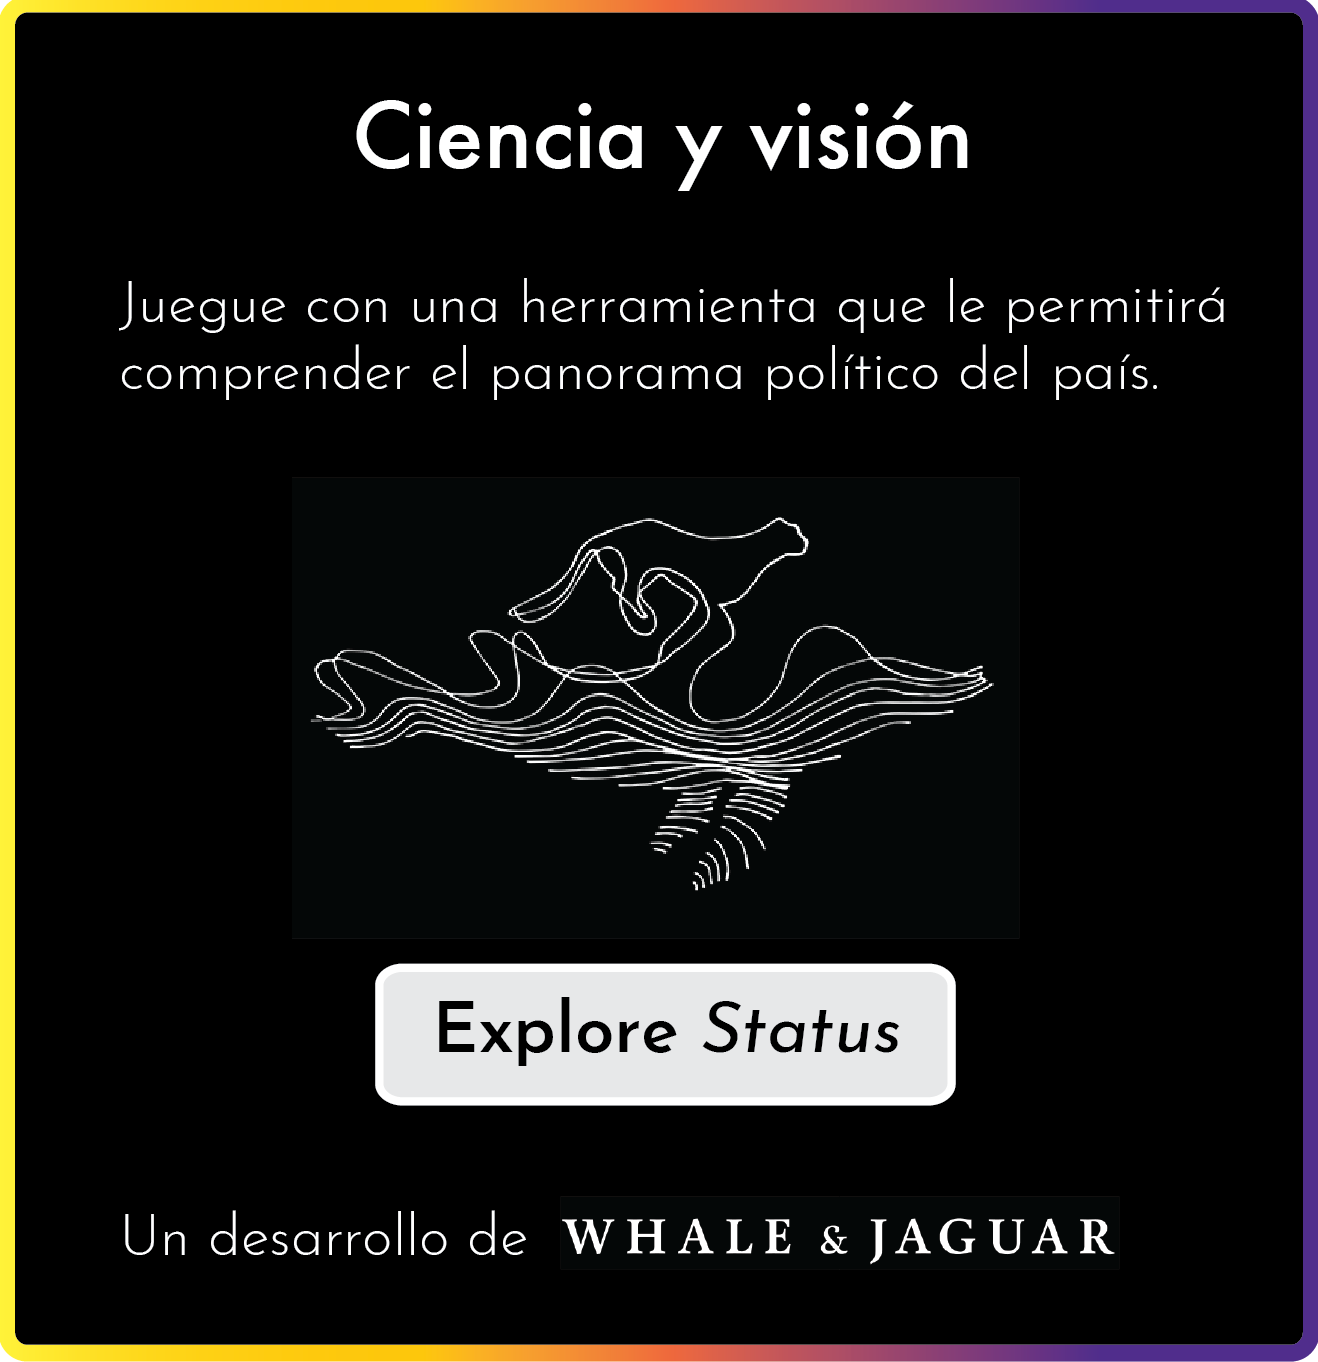 Ciencia y visión
Juegue con una herramienta que le permitirá
comprender el panorama político del país.
Explore Status
Un desarrollo de WHALE & JAGUAR